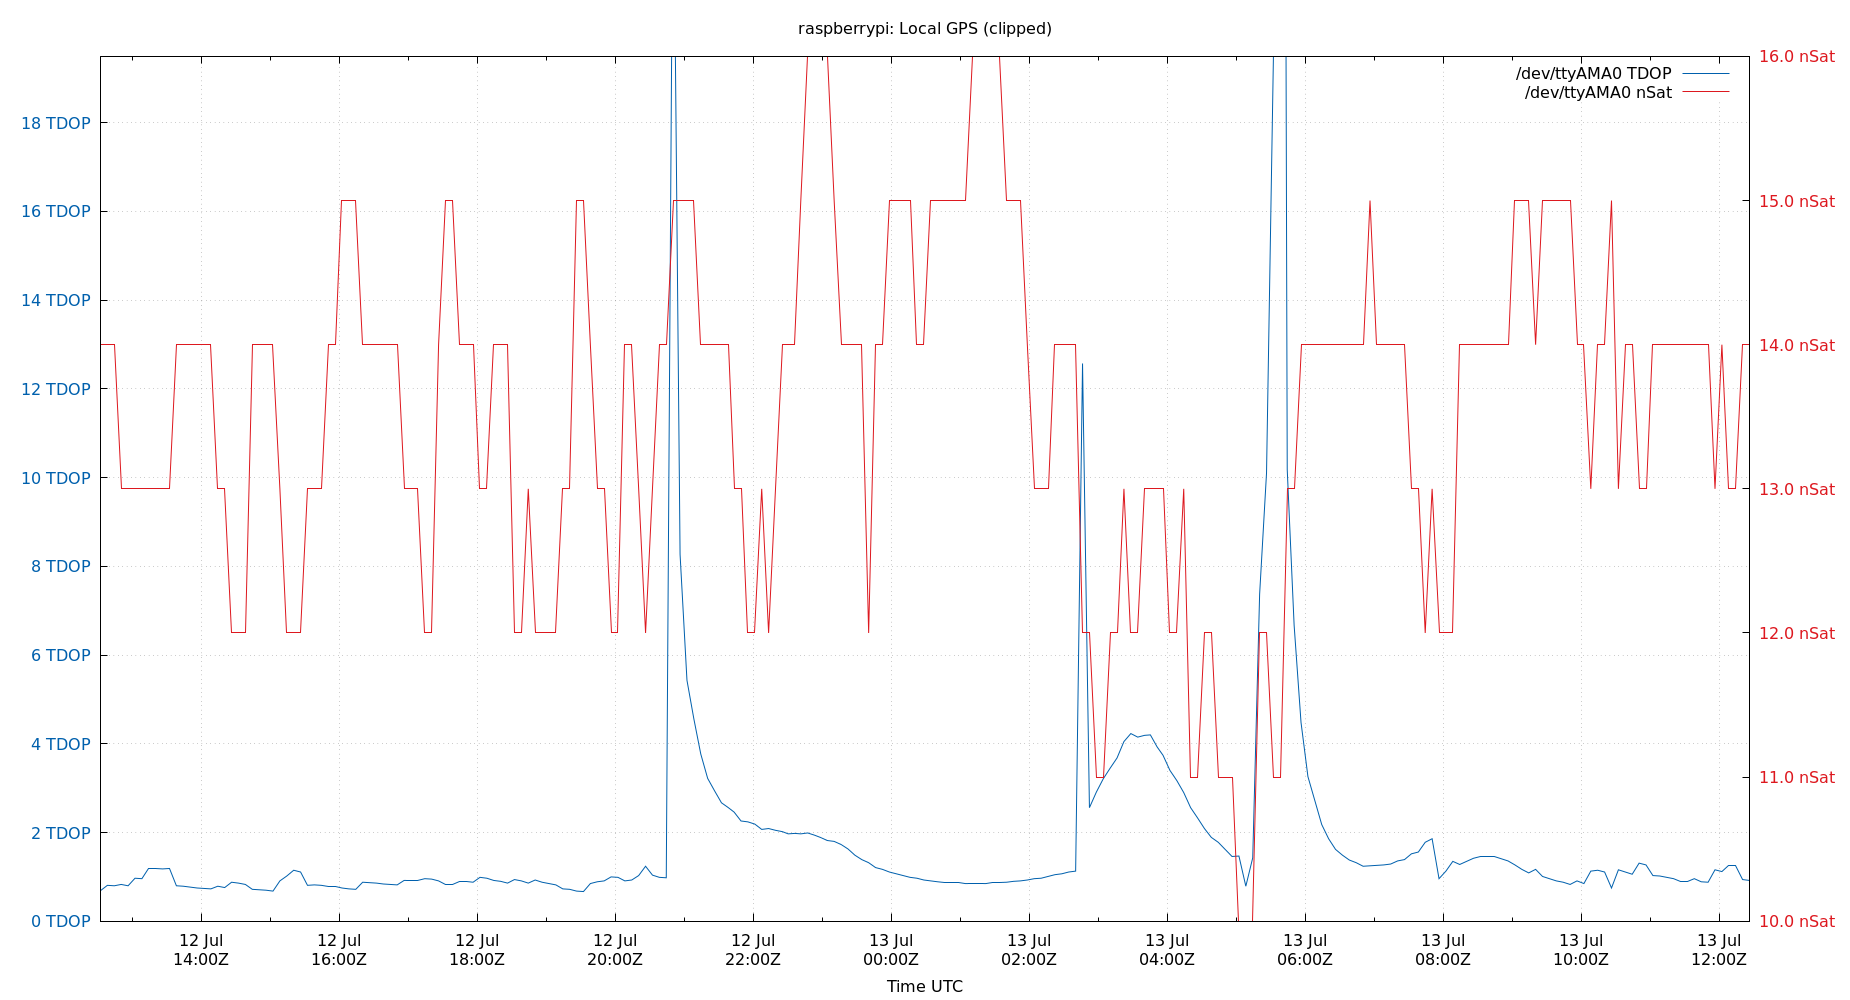 raspberrypi: Local GPS (clipped)
/dev/ttyAMA0 TDOP
/dev/ttyAMA0 nSat
18 TDOP
16 TDOP
14 TDOP
12 TDOP
10 TDOP
8 TDOP
6 TDOP
4 TDOP
2 TDOP
0 TDOP
16.0 nSat
15.0 nSat
14.0 nSat
13.0 nSat
12.0 nSat
11.0 nSat
10.0 nSat
12 Jul
14:00Z
12 Jul
16:00Z
12 Jul
18:00Z
12 Jul
20:00Z
12 Jul
22:00Z
13 Jul
00:00Z
13 Jul
02:00Z
13 Jul
04:00Z
13 Jul
06:00Z
13 Jul
08:00Z
13 Jul
10:00Z
13 Jul
12:00Z
Time UTC